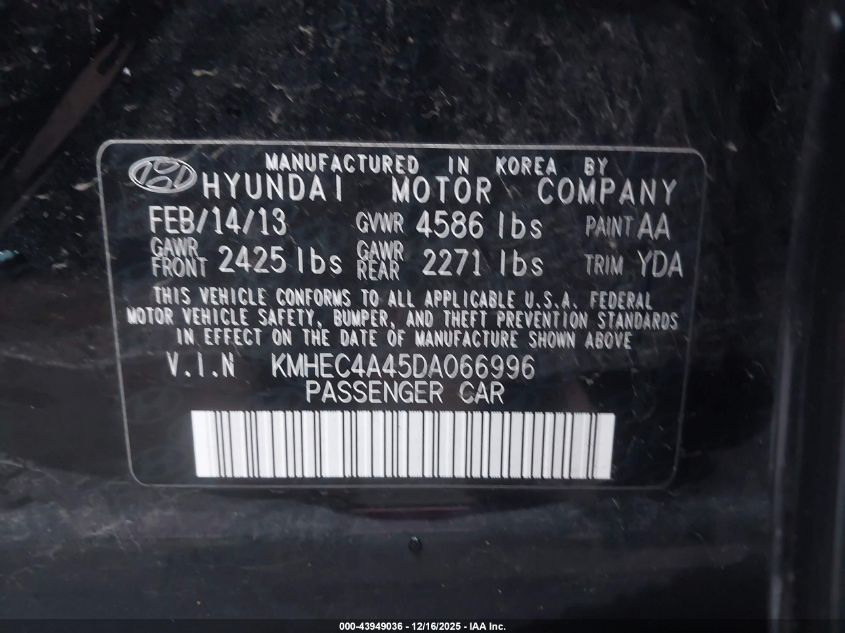 MANUFACTURED IN KOREA BY
HYUNDAI MOTOR COMPANY
FEB/14/13 GVWR 4586 lbs PAINT AA
GAWR FRONT 2425 lbs GAWR REAR 2271 lbs TRIM YDA
THIS VEHICLE CONFORMS TO ALL APPLICABLE U.S.A. FEDERAL
MOTOR VEHICLE SAFETY, BUMPER, AND THEFT PREVENTION STANDARDS
IN EFFECT ON THE DATE OF MANUFACTURE SHOWN ABOVE
V.I.N KMHEC4A45DA066996
PASSENGER CAR
000-43949036 - 12/16/2025 - IAA Inc.